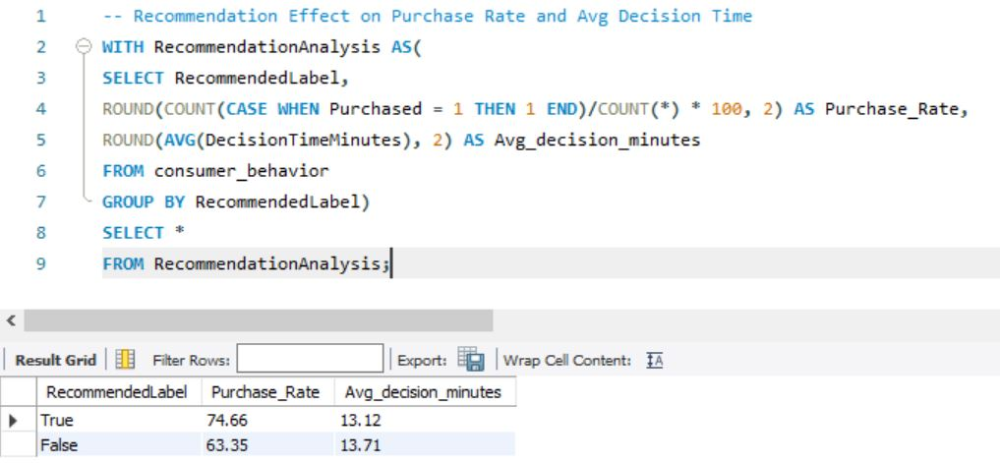 1 -- Recommendation Effect on Purchase Rate and Avg Decision Time
2 WITH RecommendationAnalysis AS(
3 SELECT RecommendedLabel,
4 ROUND(COUNT(CASE WHEN Purchased = 1 THEN 1 END)/COUNT(*) * 100, 2) AS Purchase_Rate,
5 ROUND(AVG(DecisionTimeMinutes), 2) AS Avg_decision_minutes
6 FROM consumer_behavior
7 GROUP BY RecommendedLabel)
8 SELECT *
9 FROM RecommendationAnalysis;
Result Grid Filter Rows: Export: Wrap Cell Content: IA
RecommendedLabel Purchase_Rate Avg_decision_minutes
True 74.66 13.12
False 63.35 13.71